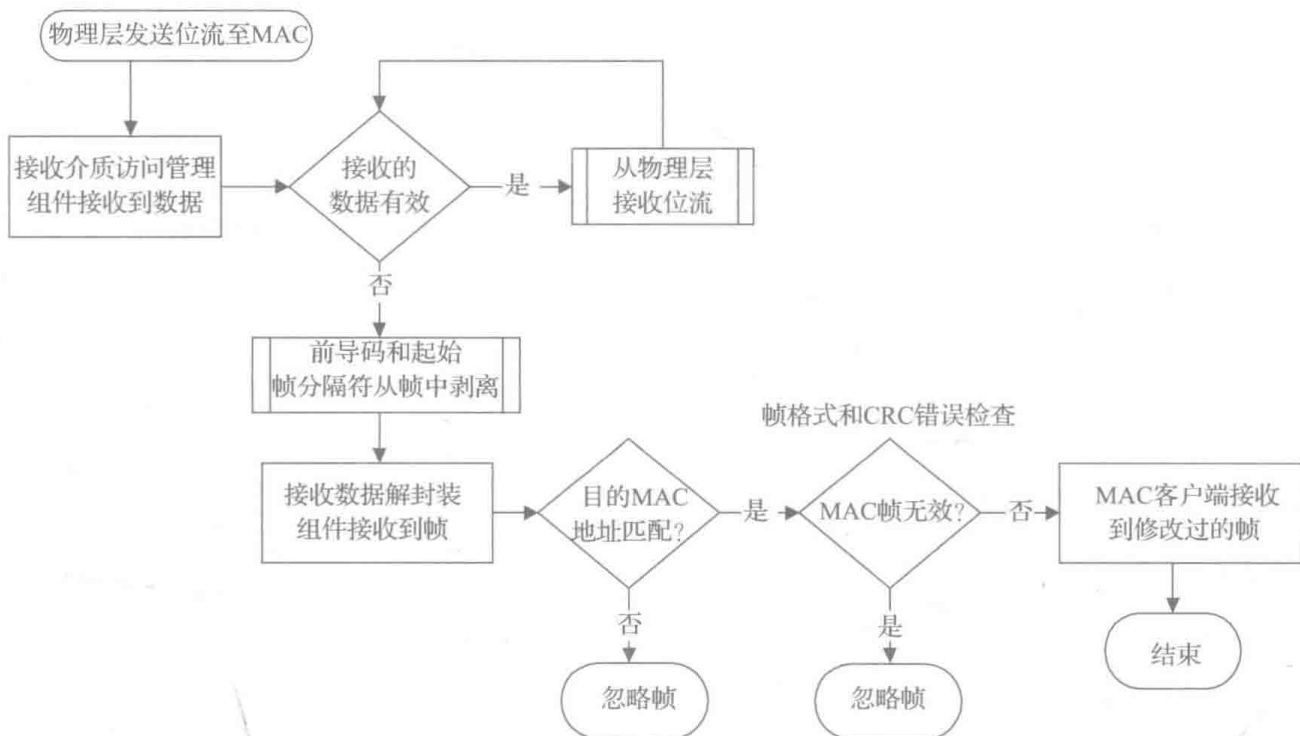 物理层发送位流至MAC
接收介质访问管理
组件接收到数据
接收的
数据有效
是
从物理层
接收位流
否
前导码和起始
帧分隔符从帧中剥离
接收数据解封装
组件接收到帧
目的MAC
地址匹配?
是
帧格式和CRC错误检查
MAC帧无效?
否
MAC客户端接收
到修改过的帧
否
忽略帧
是
忽略帧
结束